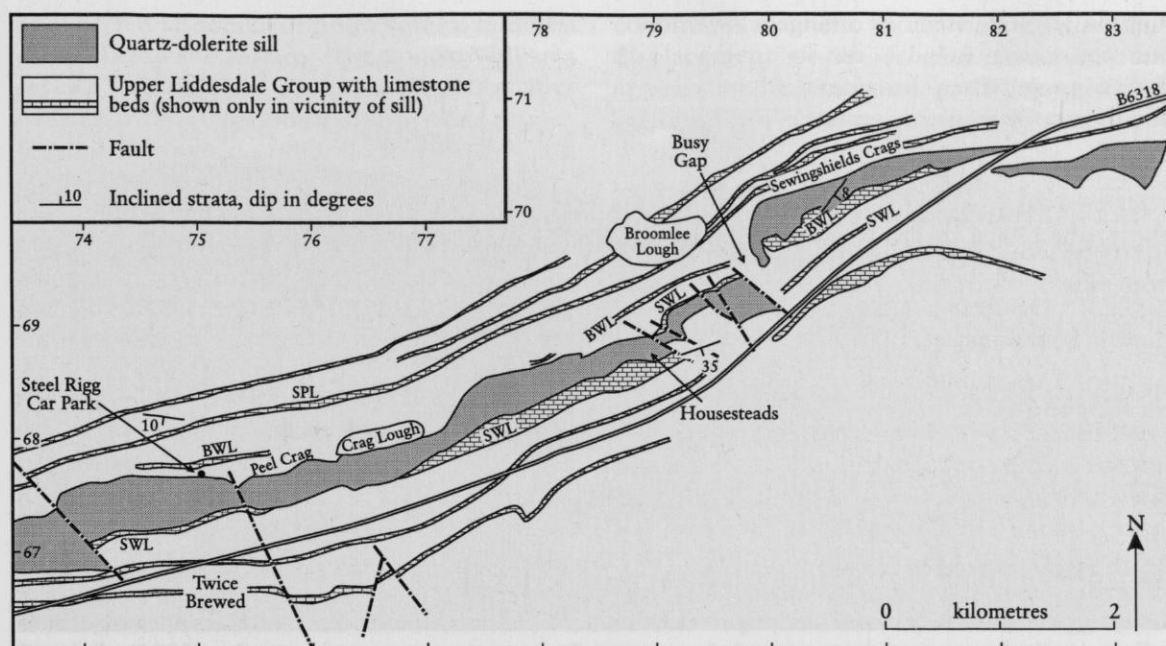 Quartz-dolerite sill
Upper Liddesdale Group with limestone
beds (shown only in vicinity of sill)
Fault
10 Inclined strata, dip in degrees
78
79
80
81
82
83
71
70
74
75
76
77
69
68
67
B6318
Busy
Gap
Sewingshields Crags
8
BWL
SWL
Broomlee
Lough
SWL
BWL
35
Housesteads
Steel Rigg
Car Park
SPL
10
BWL
Crag Lough
Peel Crag
SWL
SWL
Twice
Brewed
N
0 kilometres 2